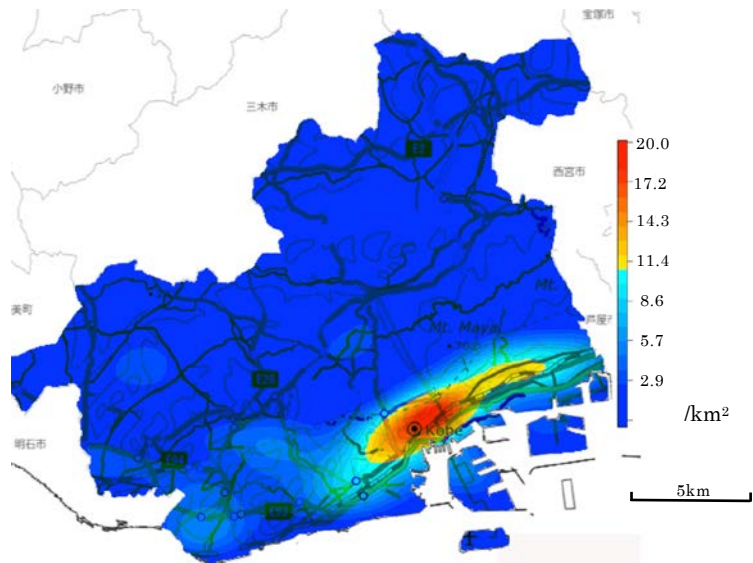 宝塚市
小野市
三木市
20.0
17.2
西宮市
14.3
11.4
美町
Mt.
8.6
芦屋
Mt. Maya
5.7
2.9
/km²
Kobe
明石市
5km